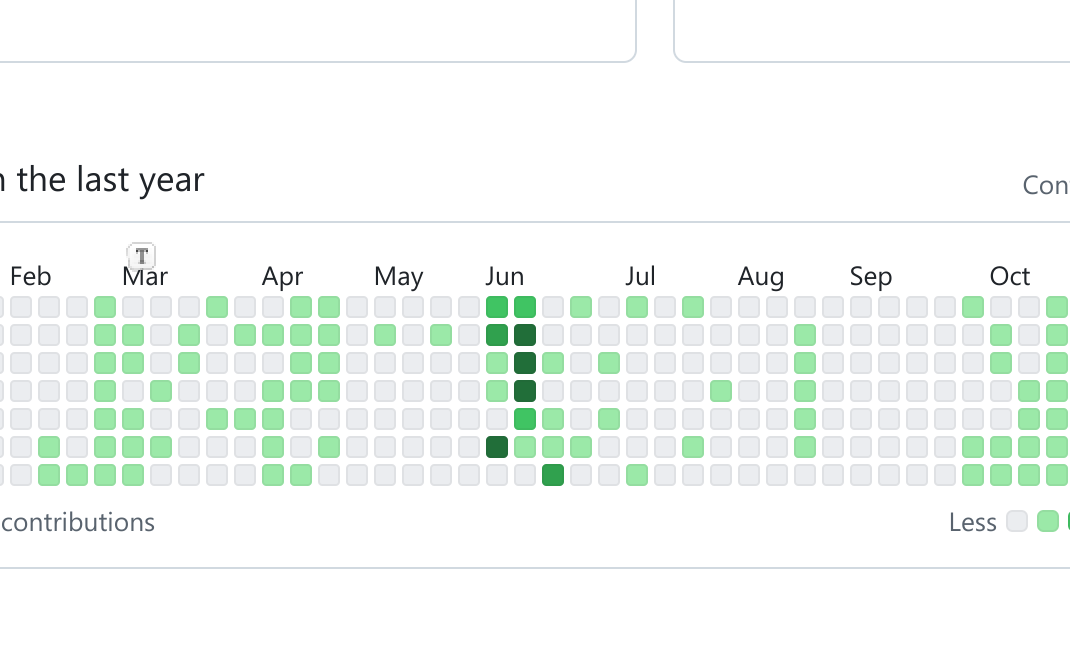 n the last year
Con
T
Feb Mar Apr May Jun Jul Aug Sep Oct
contributions
Less